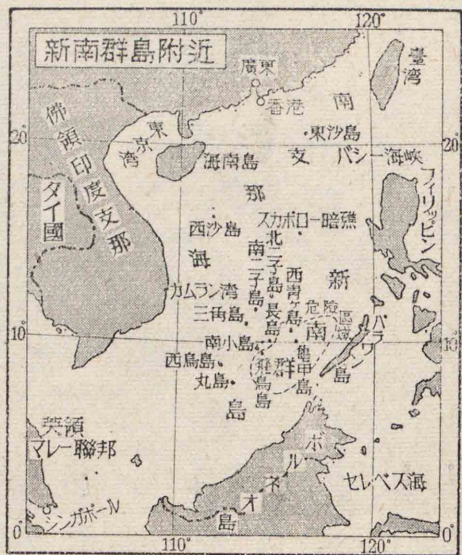 110°
120°
新南群島附近
廣東
香港
臺湾
南支那海
20°
20°
東京湾
海南島
東沙島
バシー海峽
佛領印度支那
タイ國
フィリッピン
西沙島
スカボロー暗礁
北二子島
南二子島
西青ヶ島
長島
新南群島
カムラン湾
三角島
危險區域
パラワン島
10°
10°
南小島
亀甲島
西鳥島
飛鳥島
丸島
英領
マレー聯邦
ボルネオ島
セレベス海
シンガポール
0°
0°
110°
120°